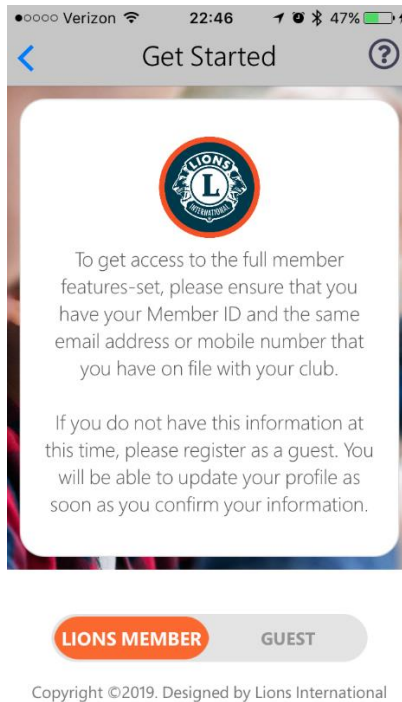 Verizon 22:46 47%
Get Started ?
LIONS
L
INTERNATIONAL
To get access to the full member
features-set, please ensure that you
have your Member ID and the same
email address or mobile number that
you have on file with your club.
If you do not have this information at
this time, please register as a guest. You
will be able to update your profile as
soon as you confirm your information.
LIONS MEMBER GUEST
Copyright ©2019. Designed by Lions International